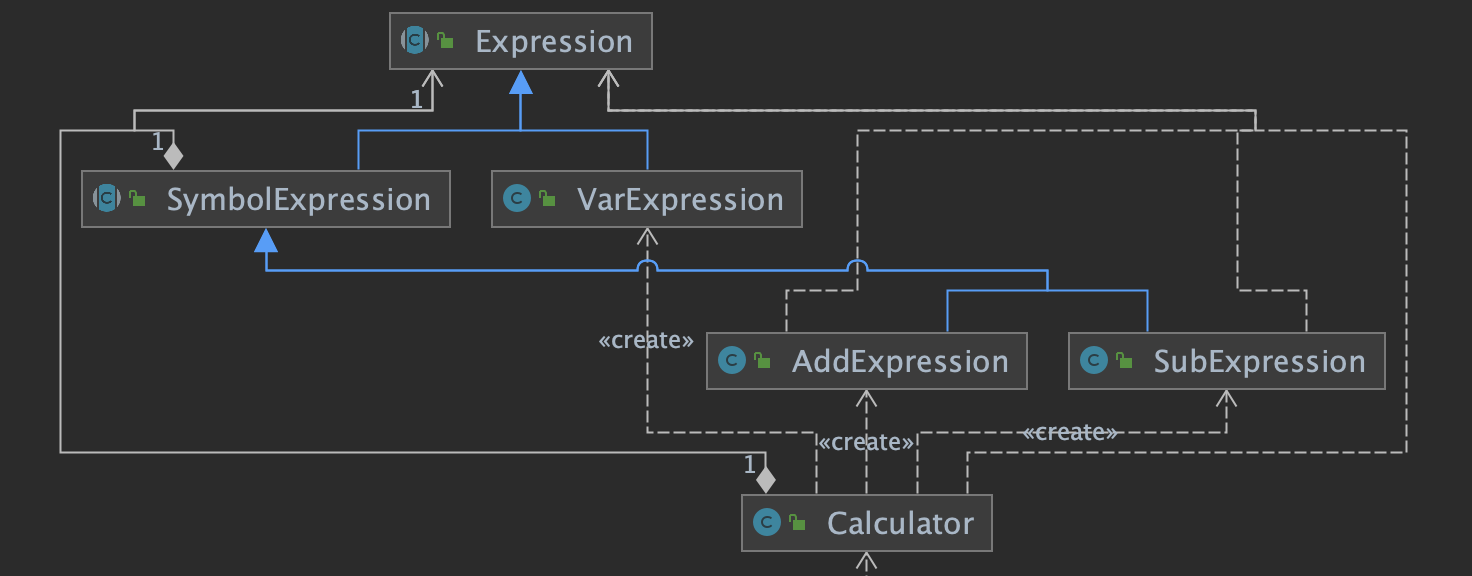 Expression
1
1
SymbolExpression
VarExpression
«create»
AddExpression
SubExpression
«create»
«create»
1
Calculator